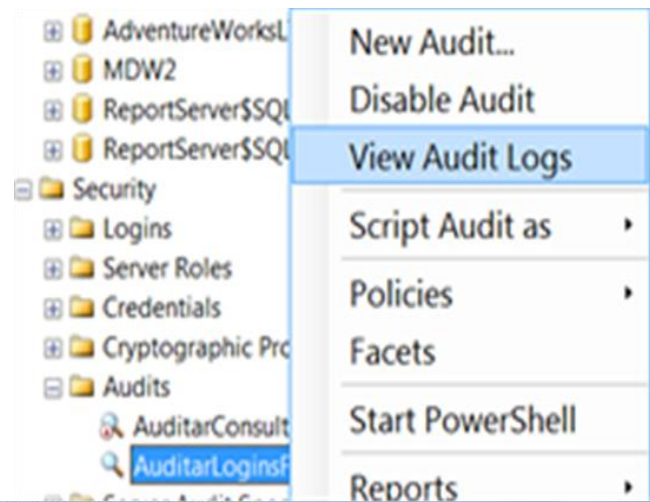 AdventureWorksL
MDW2
ReportServer$SQL
ReportServer$SQL
Security
Logins
Server Roles
Credentials
Cryptographic Pro
Audits
AuditarConsult
AuditarLoginsF
New Audit...
Disable Audit
View Audit Logs
Script Audit as
Policies
Facets
Start PowerShell
Reports